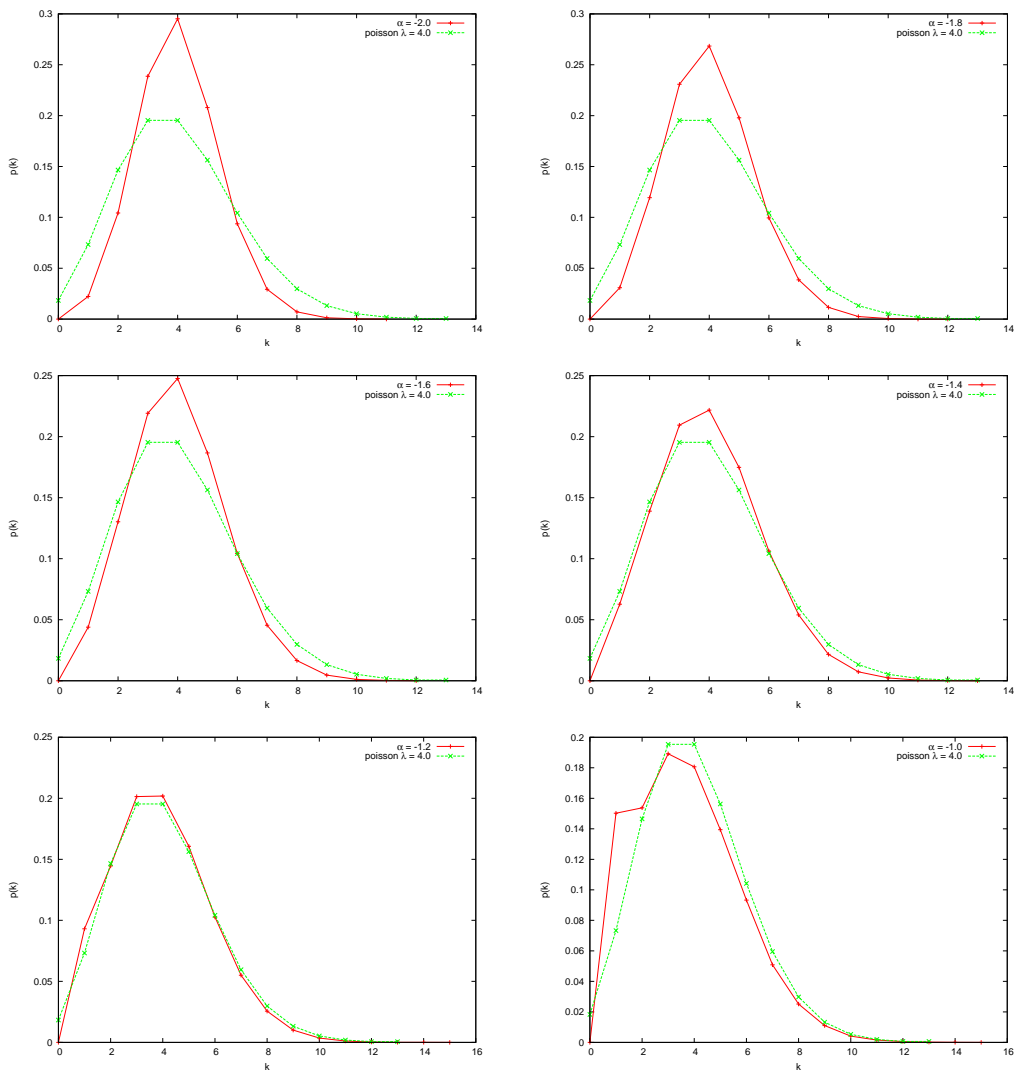 α = -2.0
poisson λ = 4.0
0.3
0.25
0.2
0.15
0.1
0.05
0
p(k)
0 2 4 6 8 10 12 14
k
α = -1.8
poisson λ = 4.0
0.3
0.25
0.2
0.15
0.1
0.05
0
p(k)
0 2 4 6 8 10 12 14
k
α = -1.6
poisson λ = 4.0
0.25
0.2
0.15
0.1
0.05
0
p(k)
0 2 4 6 8 10 12 14
k
α = -1.4
poisson λ = 4.0
0.25
0.2
0.15
0.1
0.05
0
p(k)
0 2 4 6 8 10 12 14
k
α = -1.2
poisson λ = 4.0
0.25
0.2
0.15
0.1
0.05
0
p(k)
0 2 4 6 8 10 12 14 16
k
α = -1.0
poisson λ = 4.0
0.2
0.18
0.16
0.14
0.12
0.1
0.08
0.06
0.04
0.02
0
p(k)
0 2 4 6 8 10 12 14 16
k